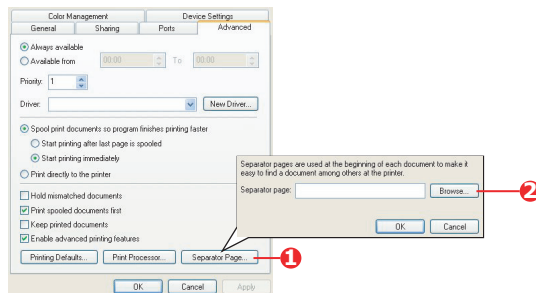 Color Management Device Settings
General Sharing Ports Advanced
Always available
Available from 00:00 To 00:00
Priority: 1
Driver: New Driver...
Spool print documents so program finishes printing faster
Start printing after last page is spooled
Start printing immediately
Print directly to the printer
Hold mismatched documents
Print spooled documents first
Keep printed documents
Enable advanced printing features
Printing Defaults... Print Processor... Separator Page... 1
OK Cancel Apply
Separator pages are used at the beginning of each document to make it
easy to find a document among others at the printer.
Separator page: Browse... 2
OK Cancel